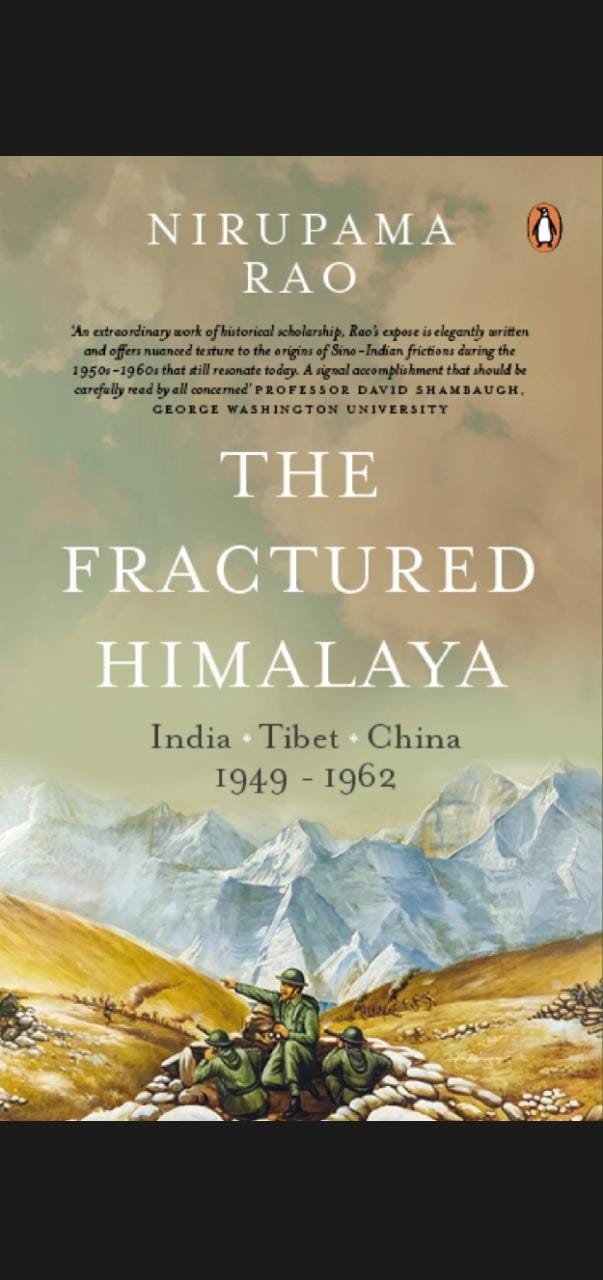 NIRUPAMA
RAO
'An extraordinary work of historical scholarship, Rao's expose is elegantly written
and offers nuanced texture to the origins of Sino-Indian frictions during the
1950s–1960s that still resonate today. A signal accomplishment that should be
carefully read by all concerned' PROFESSOR DAVID SHAMBAUGH,
GEORGE WASHINGTON UNIVERSITY
THE
FRACTURED
HIMALAYA
India • Tibet • China
1949 - 1962